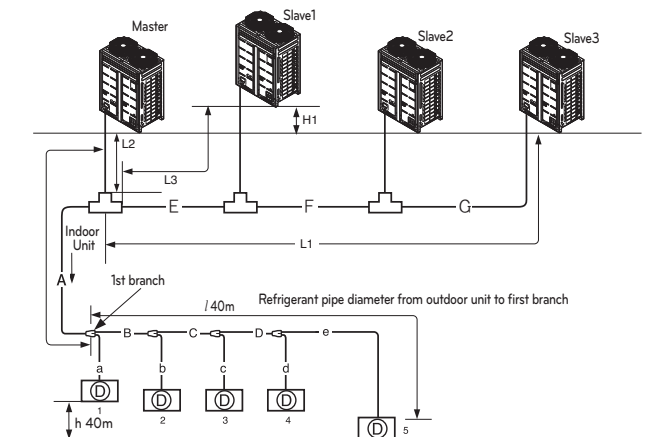 Master
Slave1
Slave2
Slave3
H1
L2
L3
E
F
G
L1
Indoor
Unit
A
1st branch
l 40m
Refrigerant pipe diameter from outdoor unit to first branch
B
C
D
e
a
b
c
d
D
D
D
D
1
2
3
4
h 40m
D
5